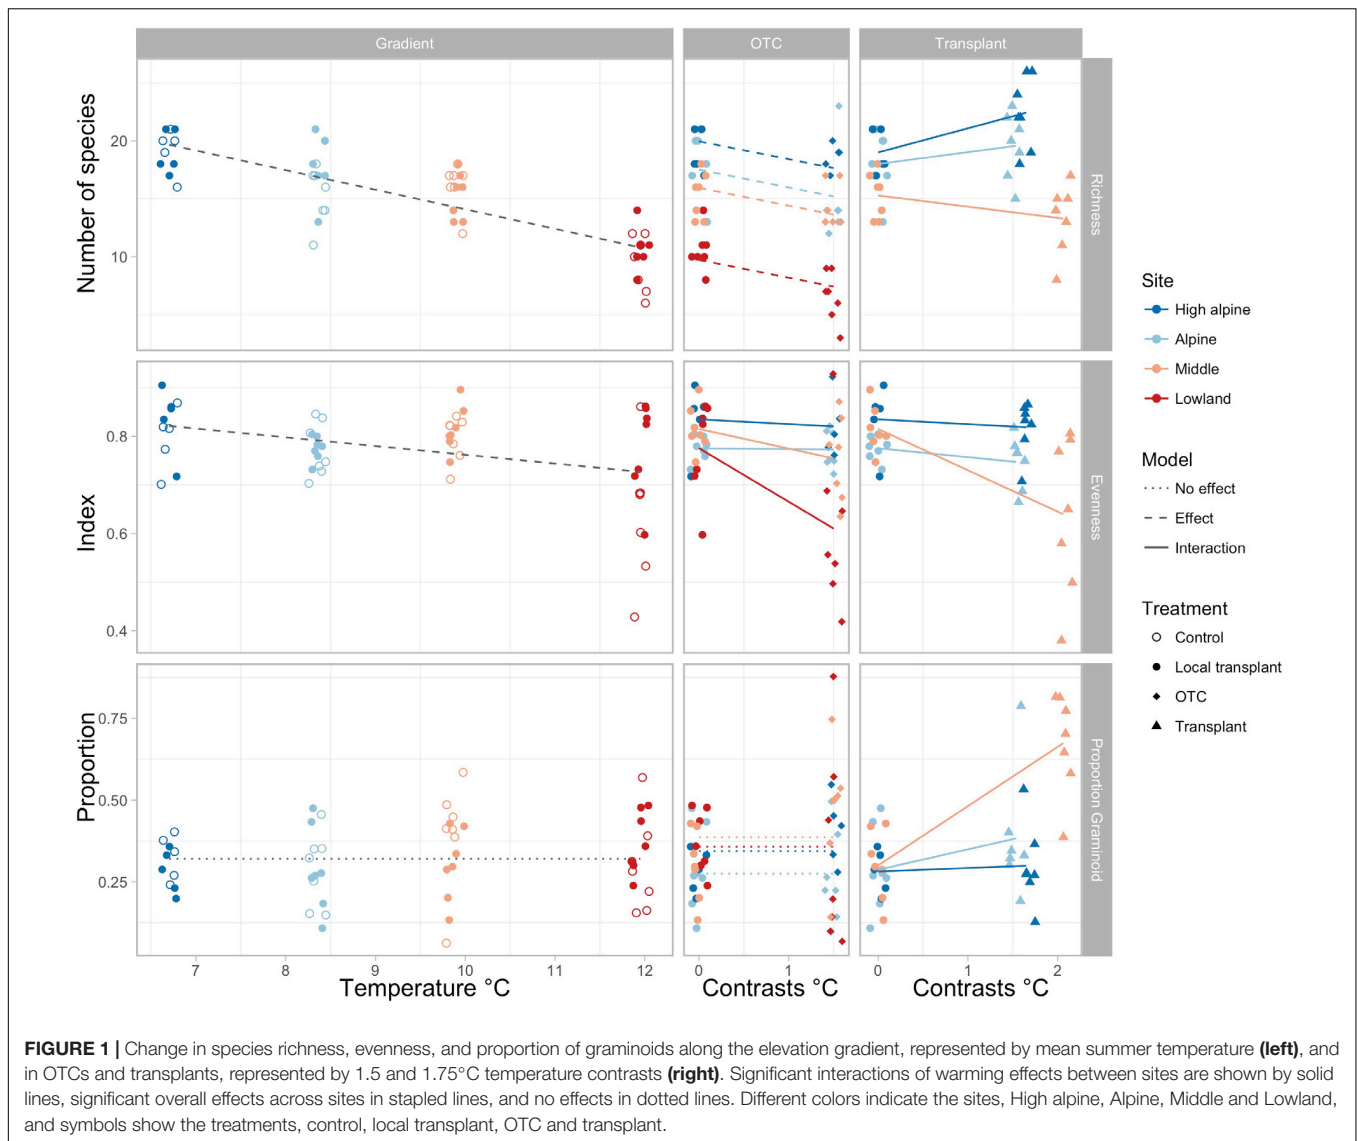 Gradient
OTC
Transplant
Number of species
20
10
Richness
Index
0.8
0.6
0.4
Evenness
Proportion
0.75
0.50
0.25
Proportion Graminoid
7 8 9 10 11 12
0 1
0 1 2
Temperature °C
Contrasts °C
Contrasts °C
Site
High alpine
Alpine
Middle
Lowland
Model
No effect
Effect
Interaction
Treatment
Control
Local transplant
OTC
Transplant
FIGURE 1 | Change in species richness, evenness, and proportion of graminoids along the elevation gradient, represented by mean summer temperature (left), and
in OTCs and transplants, represented by 1.5 and 1.75°C temperature contrasts (right). Significant interactions of warming effects between sites are shown by solid
lines, significant overall effects across sites in stapled lines, and no effects in dotted lines. Different colors indicate the sites, High alpine, Alpine, Middle and Lowland,
and symbols show the treatments, control, local transplant, OTC and transplant.